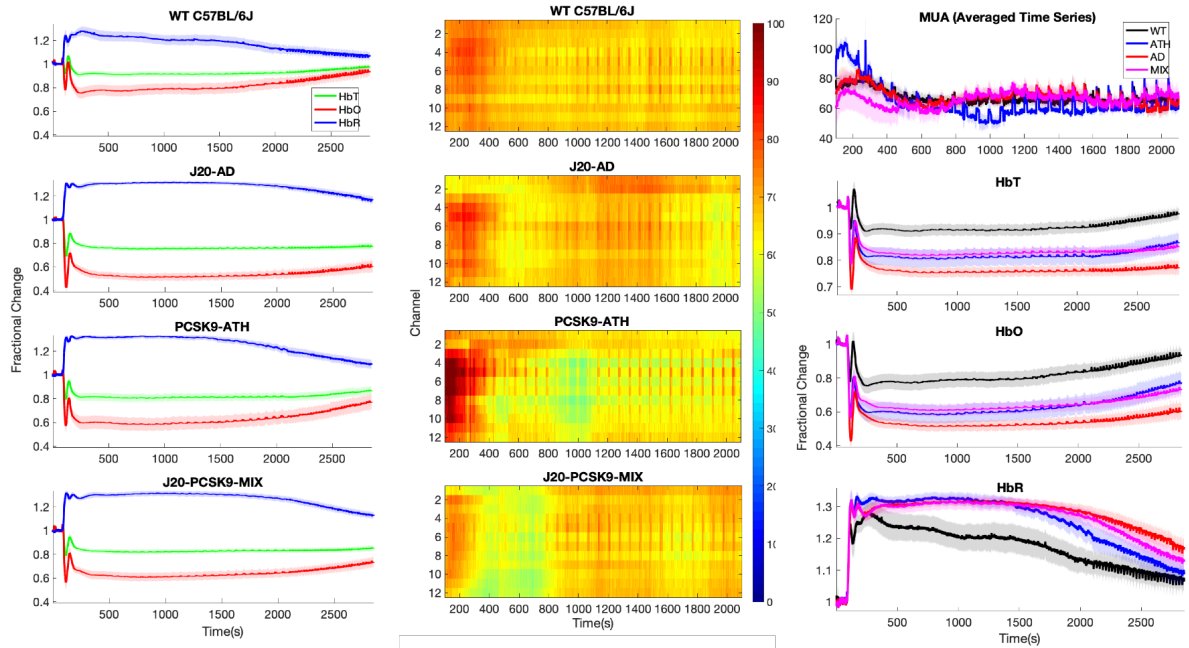 WT C57BL/6J
1.2
1
0.8
0.6
0.4
500 1000 1500 2000 2500
HbT
HbO
HbR
J20-AD
1.2
1
0.8
0.6
0.4
500 1000 1500 2000 2500
PCSK9-ATH
1.2
1
0.8
0.6
0.4
500 1000 1500 2000 2500
J20-PCSK9-MIX
1.2
1
0.8
0.6
0.4
500 1000 1500 2000 2500
Time(s)
Fractional Change
WT C57BL/6J
2
4
6
8
10
12
200 400 600 800 1000 1200 1400 1600 1800 2000
J20-AD
2
4
6
8
10
12
200 400 600 800 1000 1200 1400 1600 1800 2000
PCSK9-ATH
2
4
6
8
10
12
200 400 600 800 1000 1200 1400 1600 1800 2000
J20-PCSK9-MIX
2
4
6
8
10
12
200 400 600 800 1000 1200 1400 1600 1800 2000
Time(s)
Channel
100
90
80
70
60
50
40
30
20
10
0
MUA (Averaged Time Series)
120
100
80
60
40
200 400 600 800 1000 1200 1400 1600 1800 2000
WT
ATH
AD
MIX
HbT
1
0.9
0.8
0.7
500 1000 1500 2000 2500
HbO
1
0.8
0.6
0.4
500 1000 1500 2000 2500
HbR
1.3
1.2
1.1
1
500 1000 1500 2000 2500
Time(s)
Fractional Change